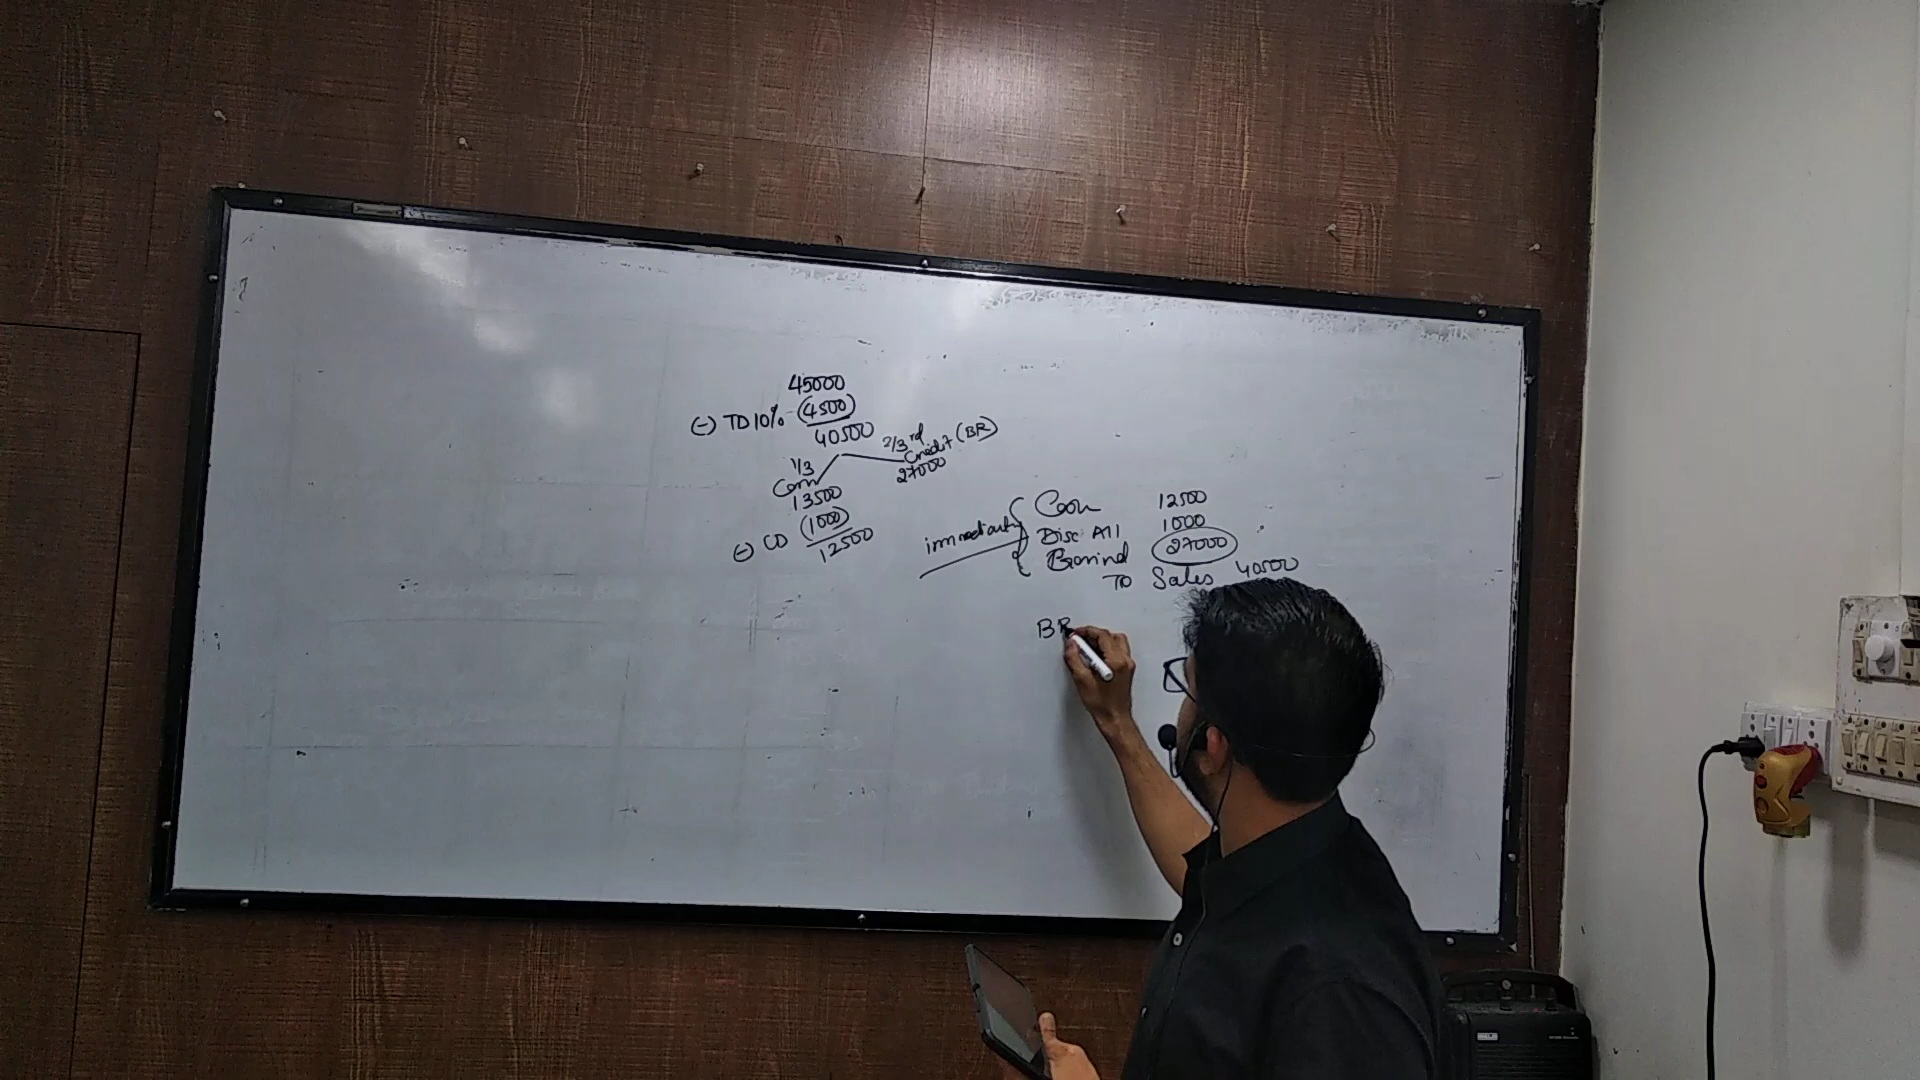 45000
(-) TD 10% (4500)
40500
1/3 2/3rd
Cash Credit (BR)
13500 27000
(-) CD (1000)
12500
immediately
Cash 12500
Disc All 1000
27000
To Sales 40500
BR